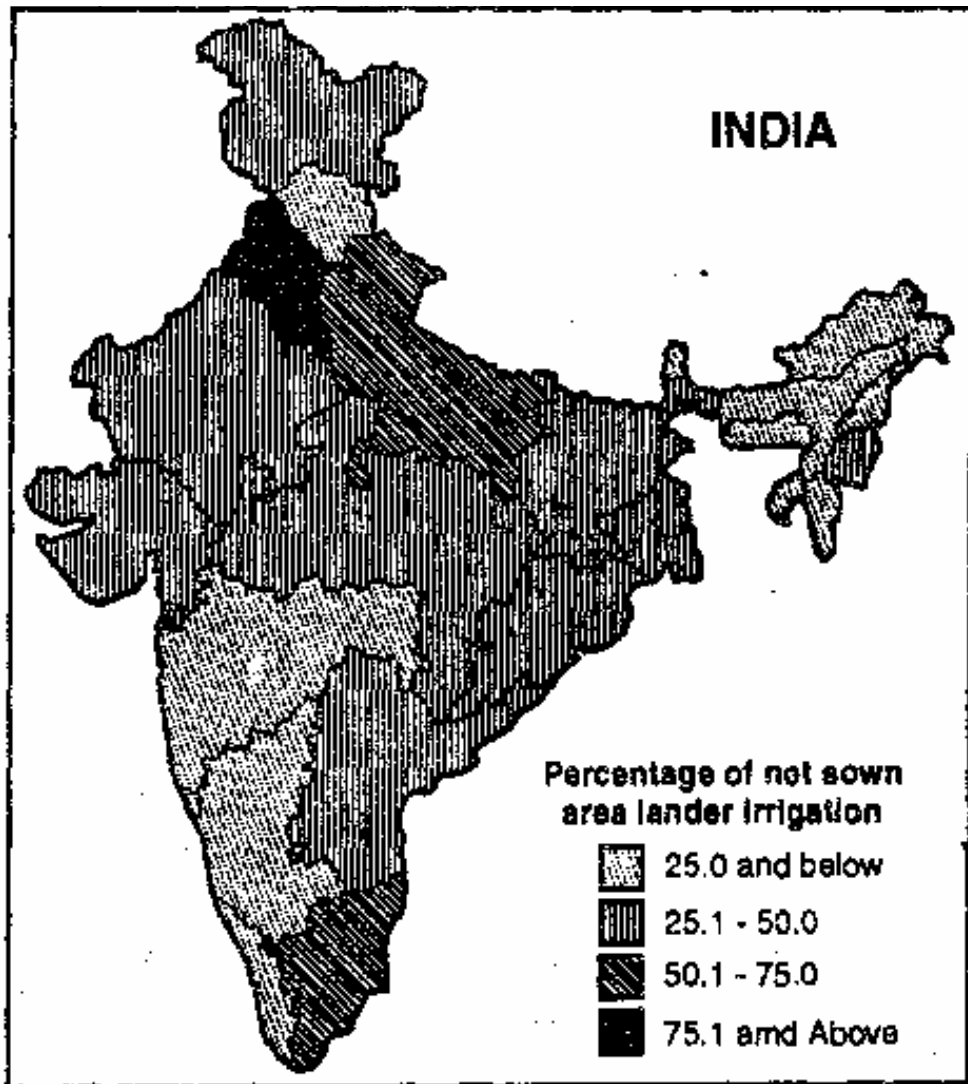 INDIA
Percentage of not sown
area lander irrigation
25.0 and below
25.1 - 50.0
50.1 - 75.0
75.1 amd Above